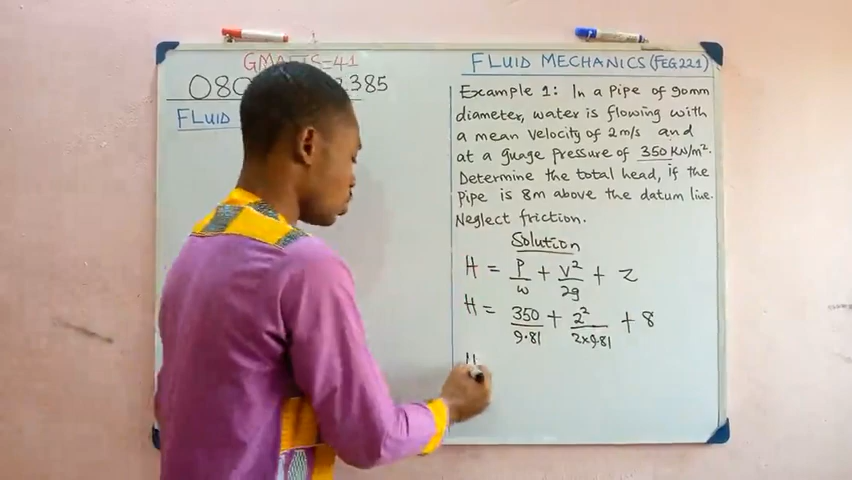 GMATIS=41
080 2385
FLUID
FLUID MECHANICS (FEG221)
Example 1: In a Pipe of 90mm
diameter, water is flowing with
a mean velocity of 2m/s and
at a guage pressure of 350 KN/m².
Determine the total head, if the
pipe is 8m above the datum line.
Neglect friction.
Solution
H = P/w + V²/2g + Z
H = 350/9.81 + 2²/2x9.81 + 8
H